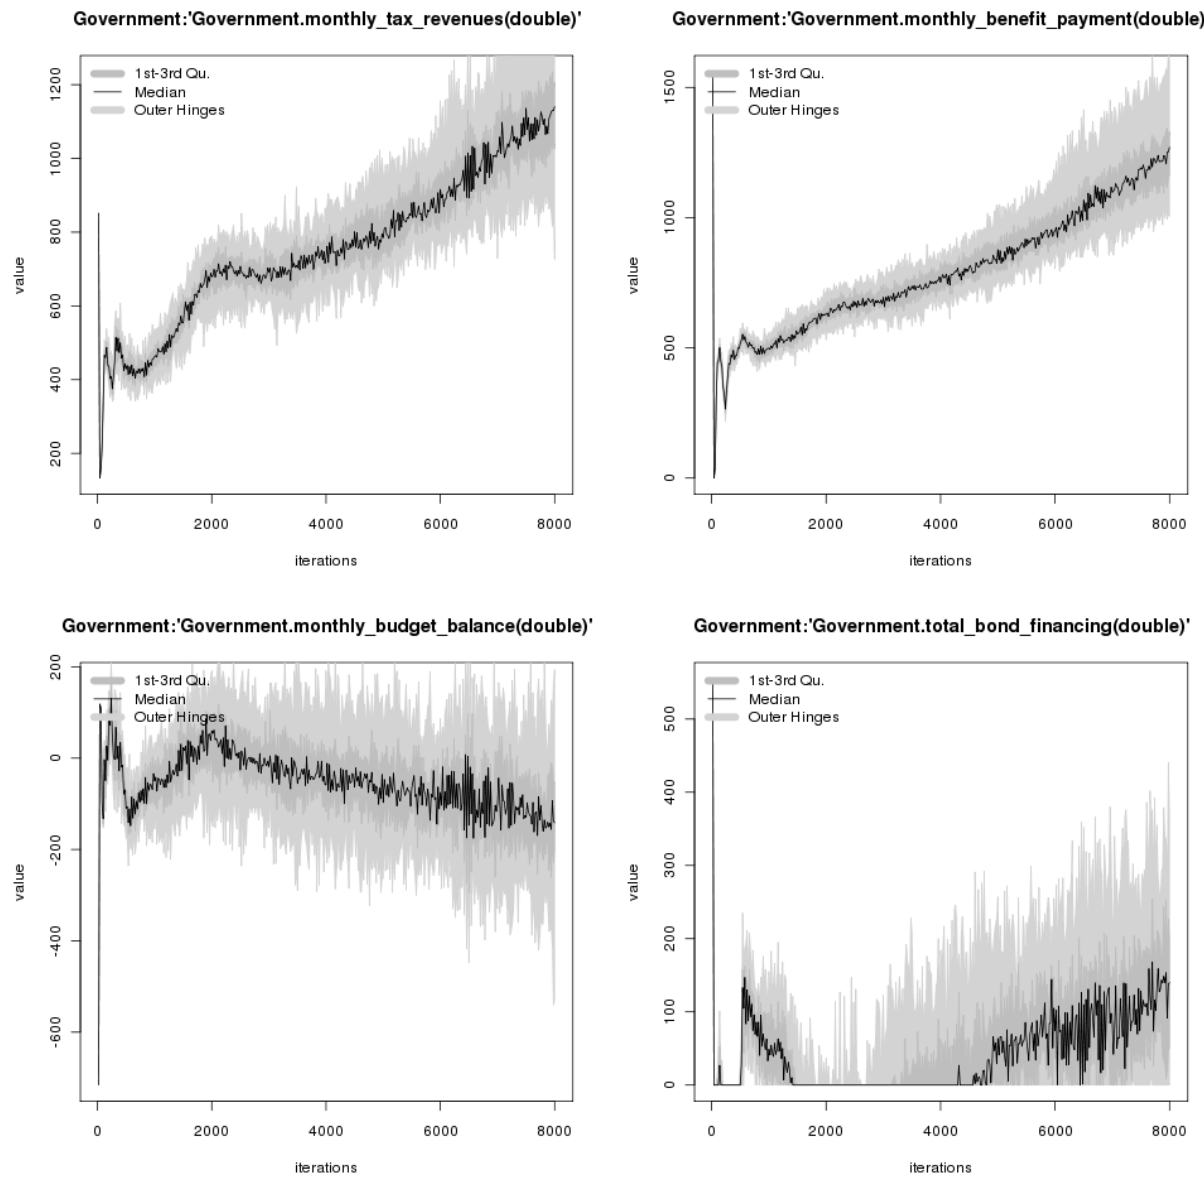 Government:'Government.monthly_tax_revenues(double)'
1st-3rd Qu.
Median
Outer Hinges
value
200
400
600
800
1000
1200
0
2000
4000
6000
8000
iterations
Government:'Government.monthly_benefit_payment(double)
1st-3rd Qu.
Median
Outer Hinges
value
0
500
1000
1500
0
2000
4000
6000
8000
iterations
Government:'Government.monthly_budget_balance(double)'
1st-3rd Qu.
Median
Outer Hinges
value
-600
-400
-200
0
200
0
2000
4000
6000
8000
iterations
Government:'Government.total_bond_financing(double)'
1st-3rd Qu.
Median
Outer Hinges
value
0
100
200
300
400
500
0
2000
4000
6000
8000
iterations